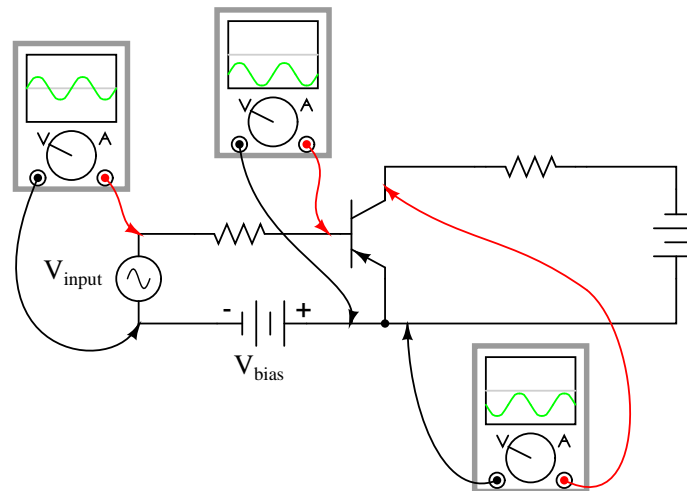 V A
V A
V_input
- +
V_bias
V A